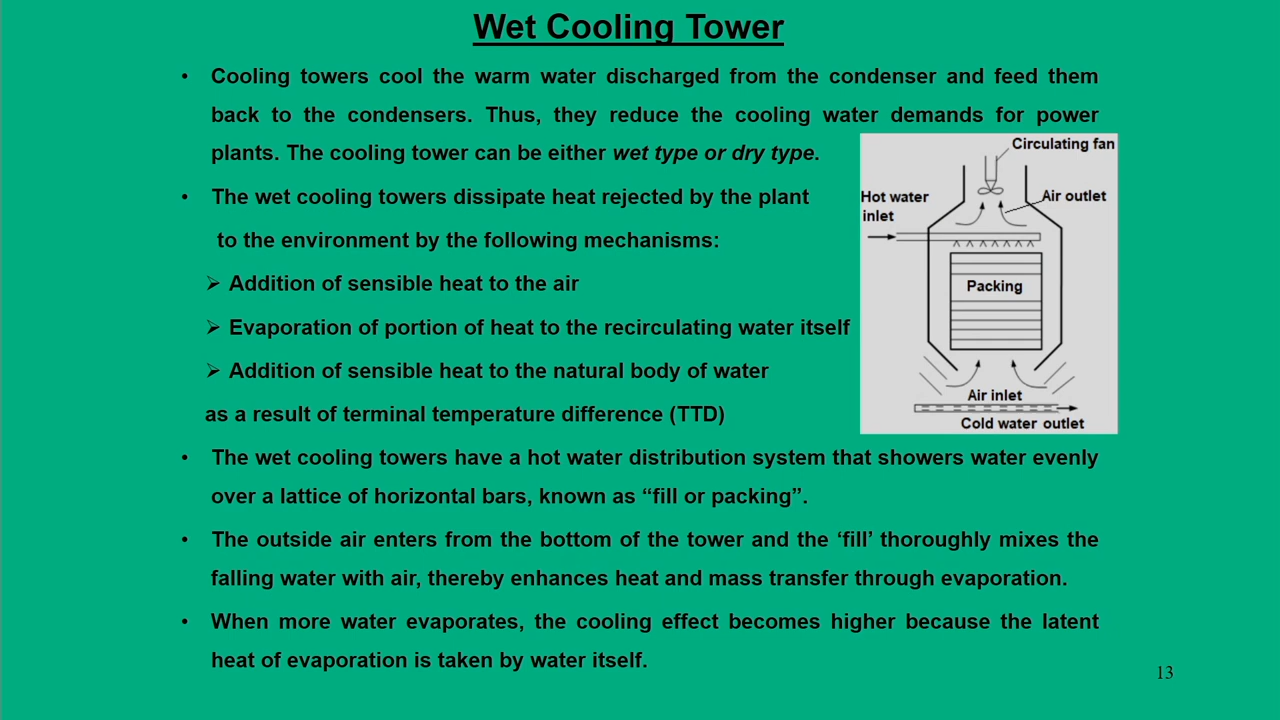 Wet Cooling Tower
• Cooling towers cool the warm water discharged from the condenser and feed them
back to the condensers. Thus, they reduce the cooling water demands for power
plants. The cooling tower can be either wet type or dry type.
• The wet cooling towers dissipate heat rejected by the plant
to the environment by the following mechanisms:
➢ Addition of sensible heat to the air
➢ Evaporation of portion of heat to the recirculating water itself
➢ Addition of sensible heat to the natural body of water
as a result of terminal temperature difference (TTD)
Circulating fan
Hot water
inlet
Air outlet
Packing
Air inlet
Cold water outlet
• The wet cooling towers have a hot water distribution system that showers water evenly
over a lattice of horizontal bars, known as “fill or packing”.
• The outside air enters from the bottom of the tower and the ‘fill’ thoroughly mixes the
falling water with air, thereby enhances heat and mass transfer through evaporation.
• When more water evaporates, the cooling effect becomes higher because the latent
heat of evaporation is taken by water itself.
13